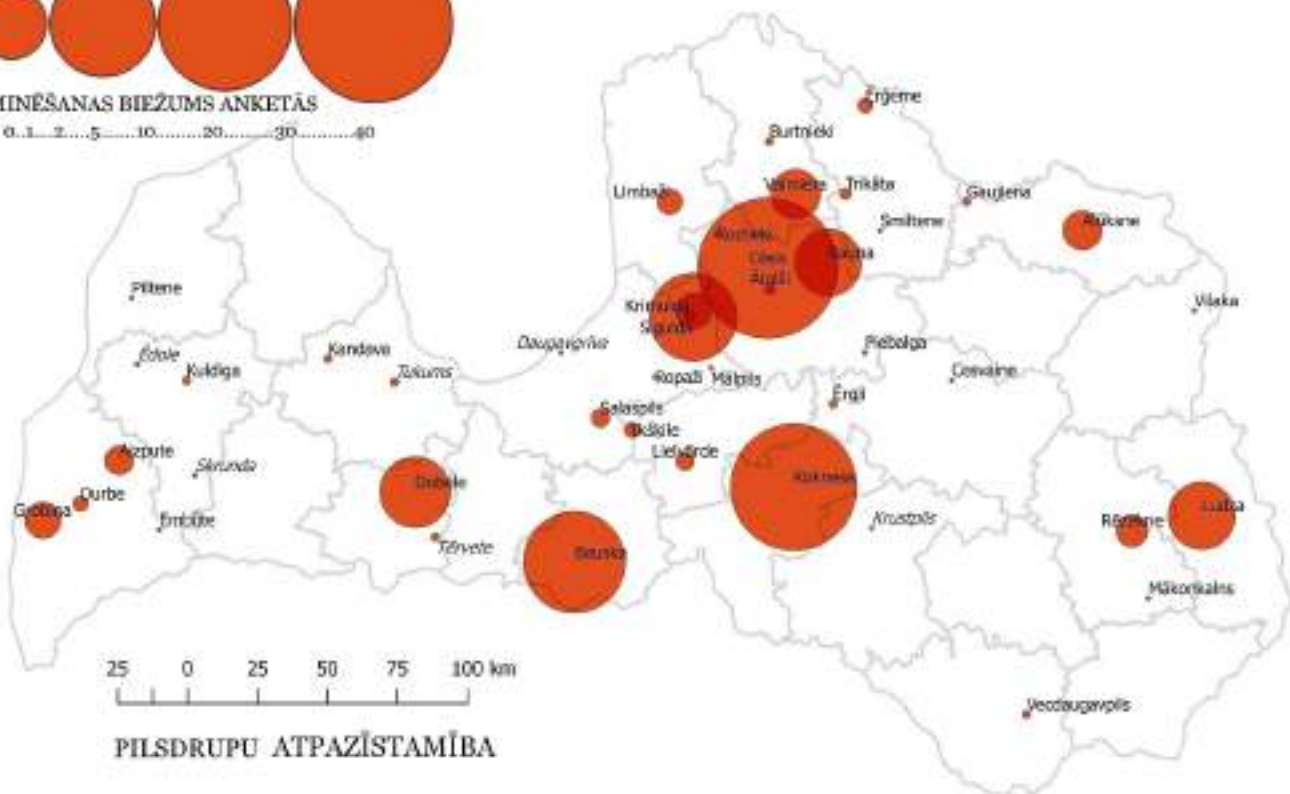 MINĒŠANAS BIEŽUMS ANKETĀS
0..1....2.....5.......10.........20.........30..........40
Ērģeme
Burtnieki
Limbaži
Valmiera
Trikāta
Gaujiena
Smiltene
Alūksne
Rauna
Cēsis
Āraiši
Piltene
Krimulda
Sigulda
Viļaka
Ēdole
Kuldīga
Kandava
Tukums
Daugavgrīva
Ropaži
Mālpils
Piebalga
Cesvaine
Ērgļi
Salaspils
Ikšķile
Lielvārde
Aizpute
Skrunda
Durbe
Grobiņa
Embūte
Dobele
Tērvete
Bauska
Koknese
Krustpils
Rēzekne
Ludza
Mākoņkalns
Vecdaugavpils
25 0 25 50 75 100 km
PILSDRUPU ATPAZĪSTAMĪBA